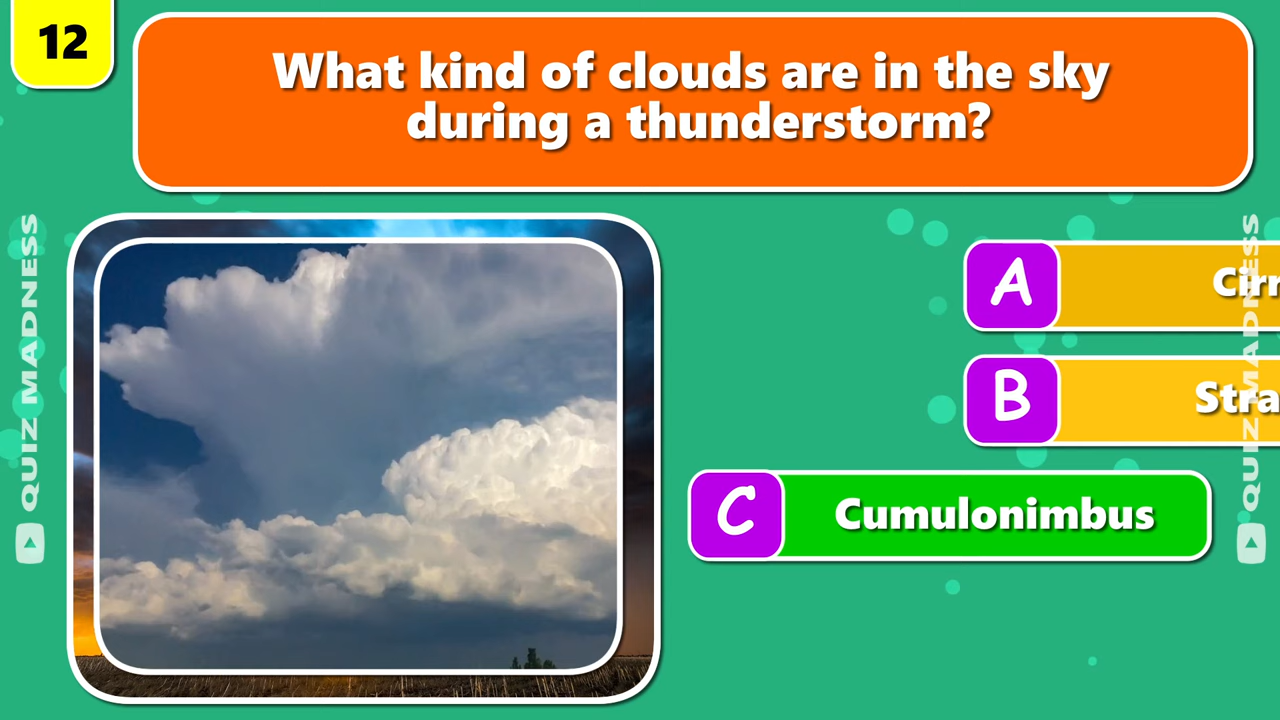 12
What kind of clouds are in the sky
during a thunderstorm?
A
B
C Cumulonimbus
QUIZ MADNESS
QUIZ MADNESS